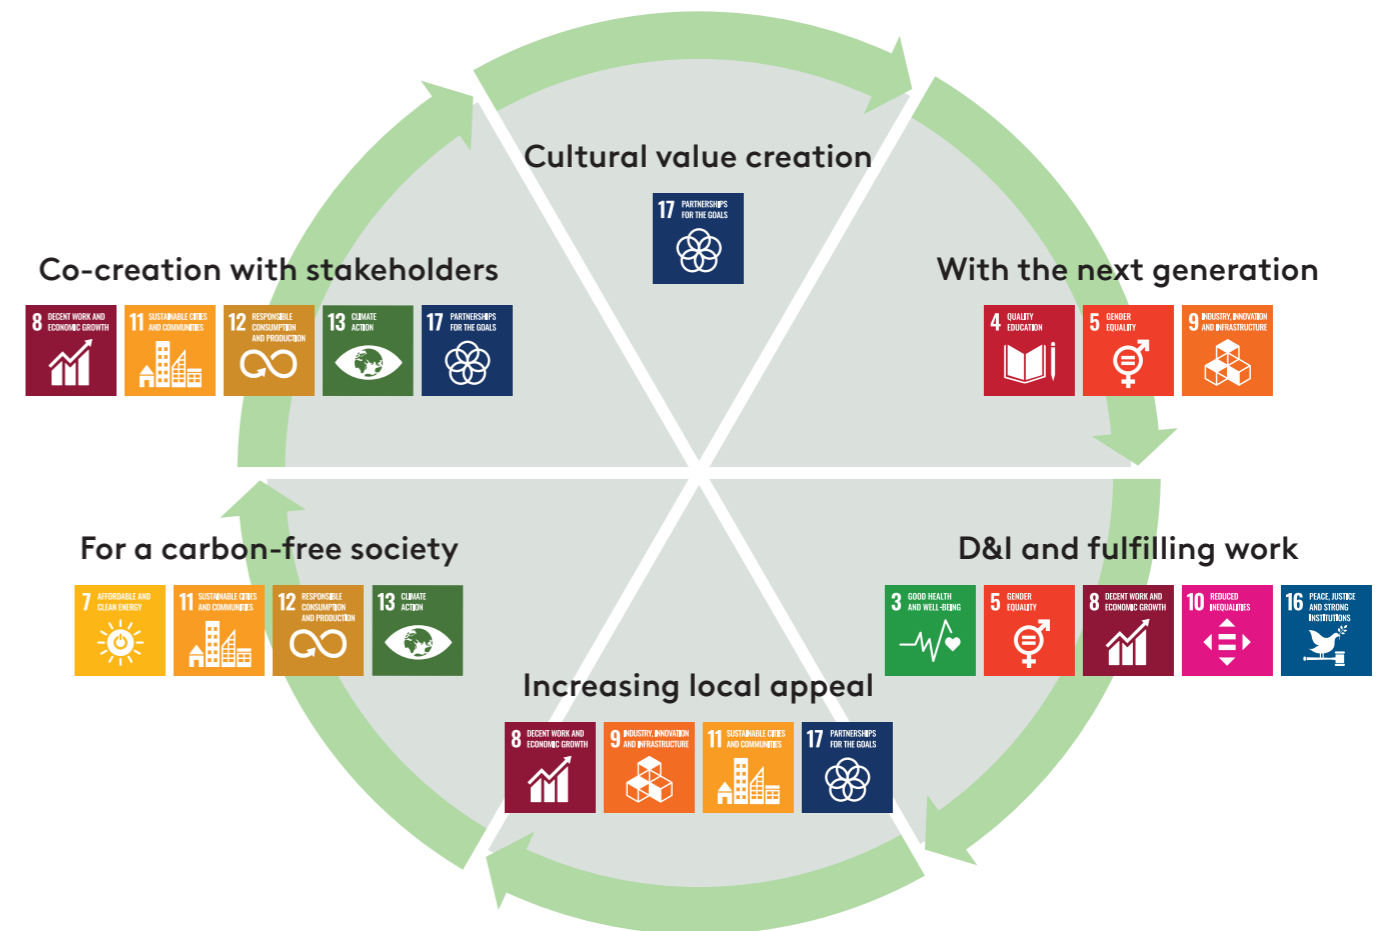 Cultural value creation
17 PARTNERSHIPS
FOR THE GOALS
With the next generation
4 QUALITY
EDUCATION
5 GENDER
EQUALITY
9 INDUSTRY, INNOVATION
AND INFRASTRUCTURE
D&I and fulfilling work
3 GOOD HEALTH
AND WELL-BEING
5 GENDER
EQUALITY
8 DECENT WORK AND
ECONOMIC GROWTH
10 REDUCED
INEQUALITIES
16 PEACE, JUSTICE
AND STRONG
INSTITUTIONS
Increasing local appeal
8 DECENT WORK AND
ECONOMIC GROWTH
9 INDUSTRY, INNOVATION
AND INFRASTRUCTURE
11 SUSTAINABLE CITIES
AND COMMUNITIES
17 PARTNERSHIPS
FOR THE GOALS
For a carbon-free society
7 AFFORDABLE AND
CLEAN ENERGY
11 SUSTAINABLE CITIES
AND COMMUNITIES
12 RESPONSIBLE
CONSUMPTION
AND PRODUCTION
13 CLIMATE
ACTION
Co-creation with stakeholders
8 DECENT WORK AND
ECONOMIC GROWTH
11 SUSTAINABLE CITIES
AND COMMUNITIES
12 RESPONSIBLE
CONSUMPTION
AND PRODUCTION
13 CLIMATE
ACTION
17 PARTNERSHIPS
FOR THE GOALS